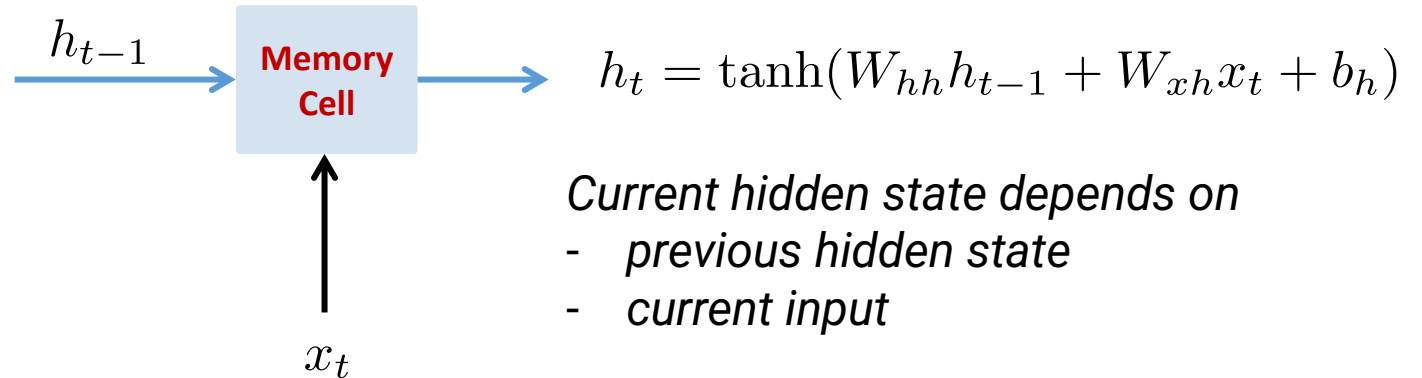 h_{t-1}
Memory
Cell
h_t = tanh(W_{hh}h_{t-1} + W_{xh}x_t + b_h)
Current hidden state depends on
- previous hidden state
- current input
x_t